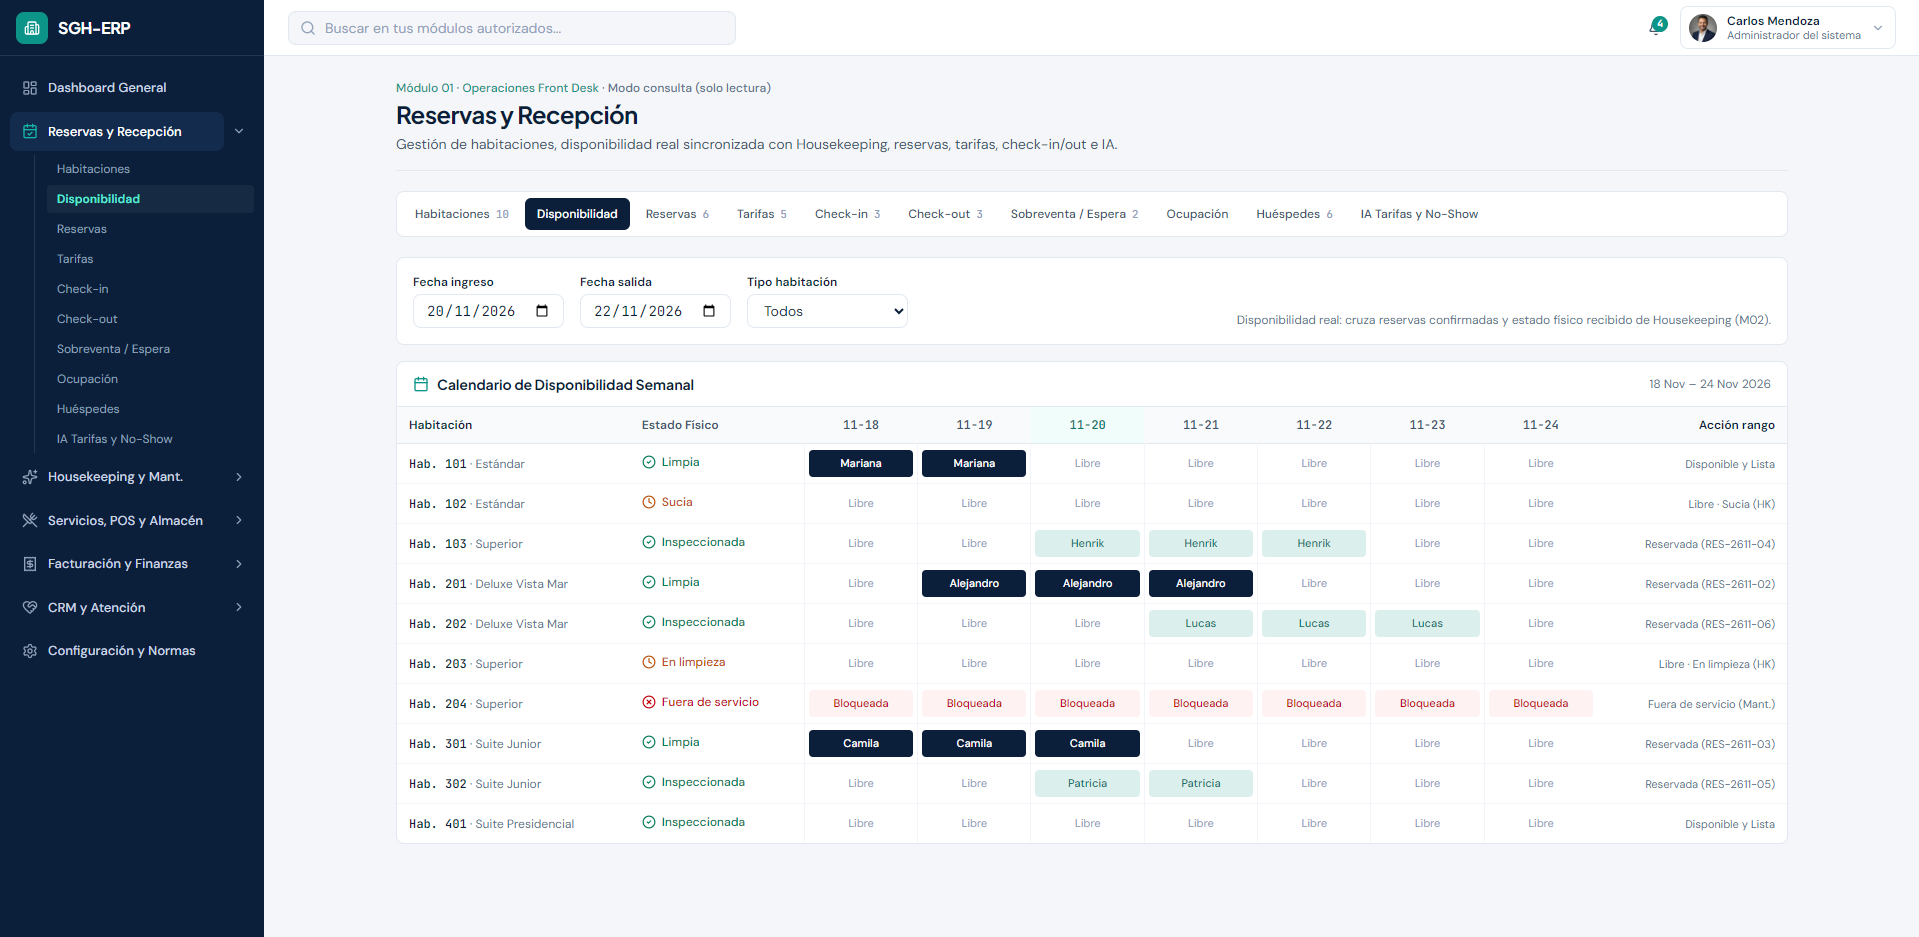 SGH-ERP
Buscar en tus módulos autorizados...
4
Carlos Mendoza
Administrador del sistema
Dashboard General
Reservas y Recepción
Habitaciones
Disponibilidad
Reservas
Tarifas
Check-in
Check-out
Sobreventa / Espera
Ocupación
Huéspedes
IA Tarifas y No-Show
Housekeeping y Mant.
Servicios, POS y Almacén
Facturación y Finanzas
CRM y Atención
Configuración y Normas
Módulo 01 · Operaciones Front Desk · Modo consulta (solo lectura)
Reservas y Recepción
Gestión de habitaciones, disponibilidad real sincronizada con Housekeeping, reservas, tarifas, check-in/out e IA.
Habitaciones 10 Disponibilidad Reservas 6 Tarifas 5 Check-in 3 Check-out 3 Sobreventa / Espera 2 Ocupación Huéspedes 6 IA Tarifas y No-Show
Fecha ingreso Fecha salida Tipo habitación
20/11/2026 22/11/2026 Todos
Disponibilidad real: cruza reservas confirmadas y estado físico recibido de Housekeeping (M02).
Calendario de Disponibilidad Semanal 18 Nov – 24 Nov 2026
Habitación Estado Físico 11-18 11-19 11-20 11-21 11-22 11-23 11-24 Acción rango
Hab. 101 · Estándar Limpia Mariana Mariana Libre Libre Libre Libre Libre Disponible y Lista
Hab. 102 · Estándar Sucia Libre Libre Libre Libre Libre Libre Libre Libre · Sucia (HK)
Hab. 103 · Superior Inspeccionada Libre Libre Henrik Henrik Henrik Libre Libre Reservada (RES-2611-04)
Hab. 201 · Deluxe Vista Mar Limpia Libre Alejandro Alejandro Alejandro Libre Libre Libre Reservada (RES-2611-02)
Hab. 202 · Deluxe Vista Mar Inspeccionada Libre Libre Libre Lucas Lucas Lucas Libre Reservada (RES-2611-06)
Hab. 203 · Superior En limpieza Libre Libre Libre Libre Libre Libre Libre Libre · En limpieza (HK)
Hab. 204 · Superior Fuera de servicio Bloqueada Bloqueada Bloqueada Bloqueada Bloqueada Bloqueada Bloqueada Fuera de servicio (Mant.)
Hab. 301 · Suite Junior Limpia Camila Camila Camila Libre Libre Libre Libre Reservada (RES-2611-03)
Hab. 302 · Suite Junior Inspeccionada Libre Libre Patricia Patricia Libre Libre Libre Reservada (RES-2611-05)
Hab. 401 · Suite Presidencial Inspeccionada Libre Libre Libre Libre Libre Libre Libre Disponible y Lista